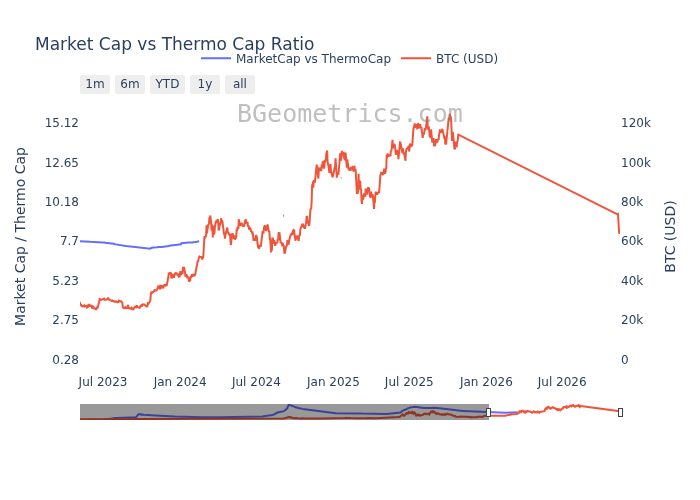 Market Cap vs Thermo Cap Ratio
MarketCap vs ThermoCap BTC (USD)
1m 6m YTD 1y all
BGeometrics.com
15.12 120k
12.65 100k
10.18 80k
7.7 60k
5.23 40k
2.75 20k
0.28 0
Market Cap / Thermo Cap
BTC (USD)
Jul 2023 Jan 2024 Jul 2024 Jan 2025 Jul 2025 Jan 2026 Jul 2026